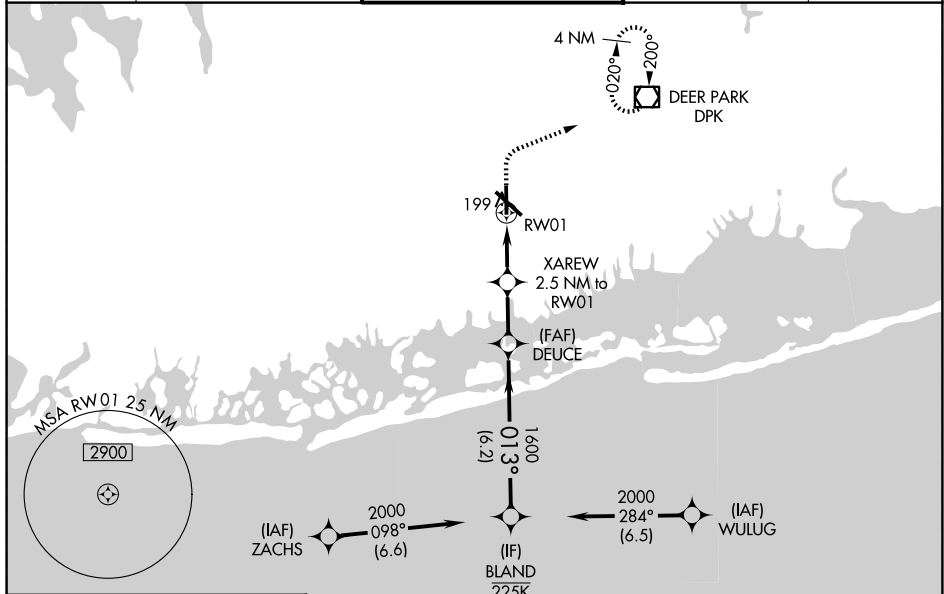 4 NM
020°
200°
DEER PARK
DPK
199
RW01
XAREW
2.5 NM to
RW01
(FAF)
DEUCE
MSA RW01 25 NM
2900
1600
013°
(6.2)
(IAF)
ZACHS
2000
098°
(6.6)
(IF)
BLAND
225K
2000
284°
(6.5)
(IAF)
WULUG